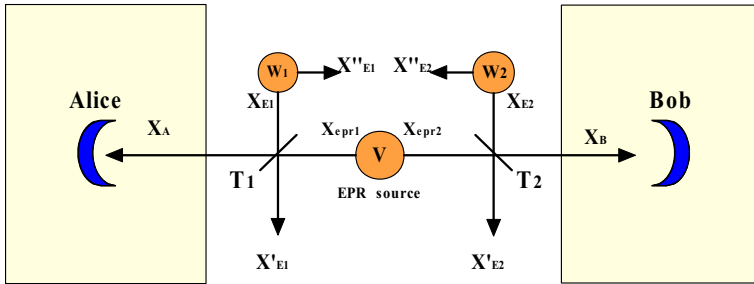 Alice
Bob
W1
X''E1
X''E2
W2
XE1
XE2
XA
Xepr1
V
Xepr2
XB
T1
T2
EPR source
X'E1
X'E2